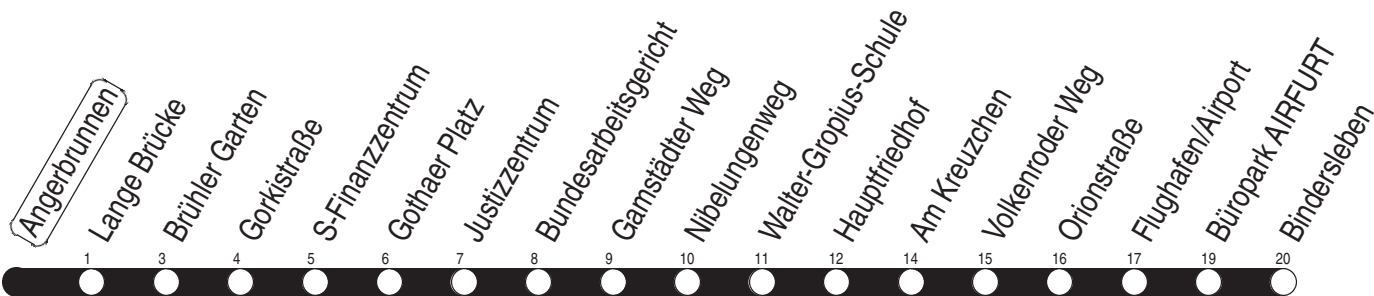 Angerbrunnen
Lange Brücke
Brühler Garten
Gorkistraße
S-Finanzzentrum
Gothaer Platz
Justizzentrum
Bundesarbeitsgericht
Gamstädter Weg
Nibelungenweg
Walter-Gropius-Schule
Hauptfriedhof
Am Kreuzchen
Volkenroder Weg
Orionstraße
Flughafen/Airport
Büropark AIRFURT
Bindersleben
1 3 4 5 6 7 8 9 10 11 12 14 15 16 17 19 20